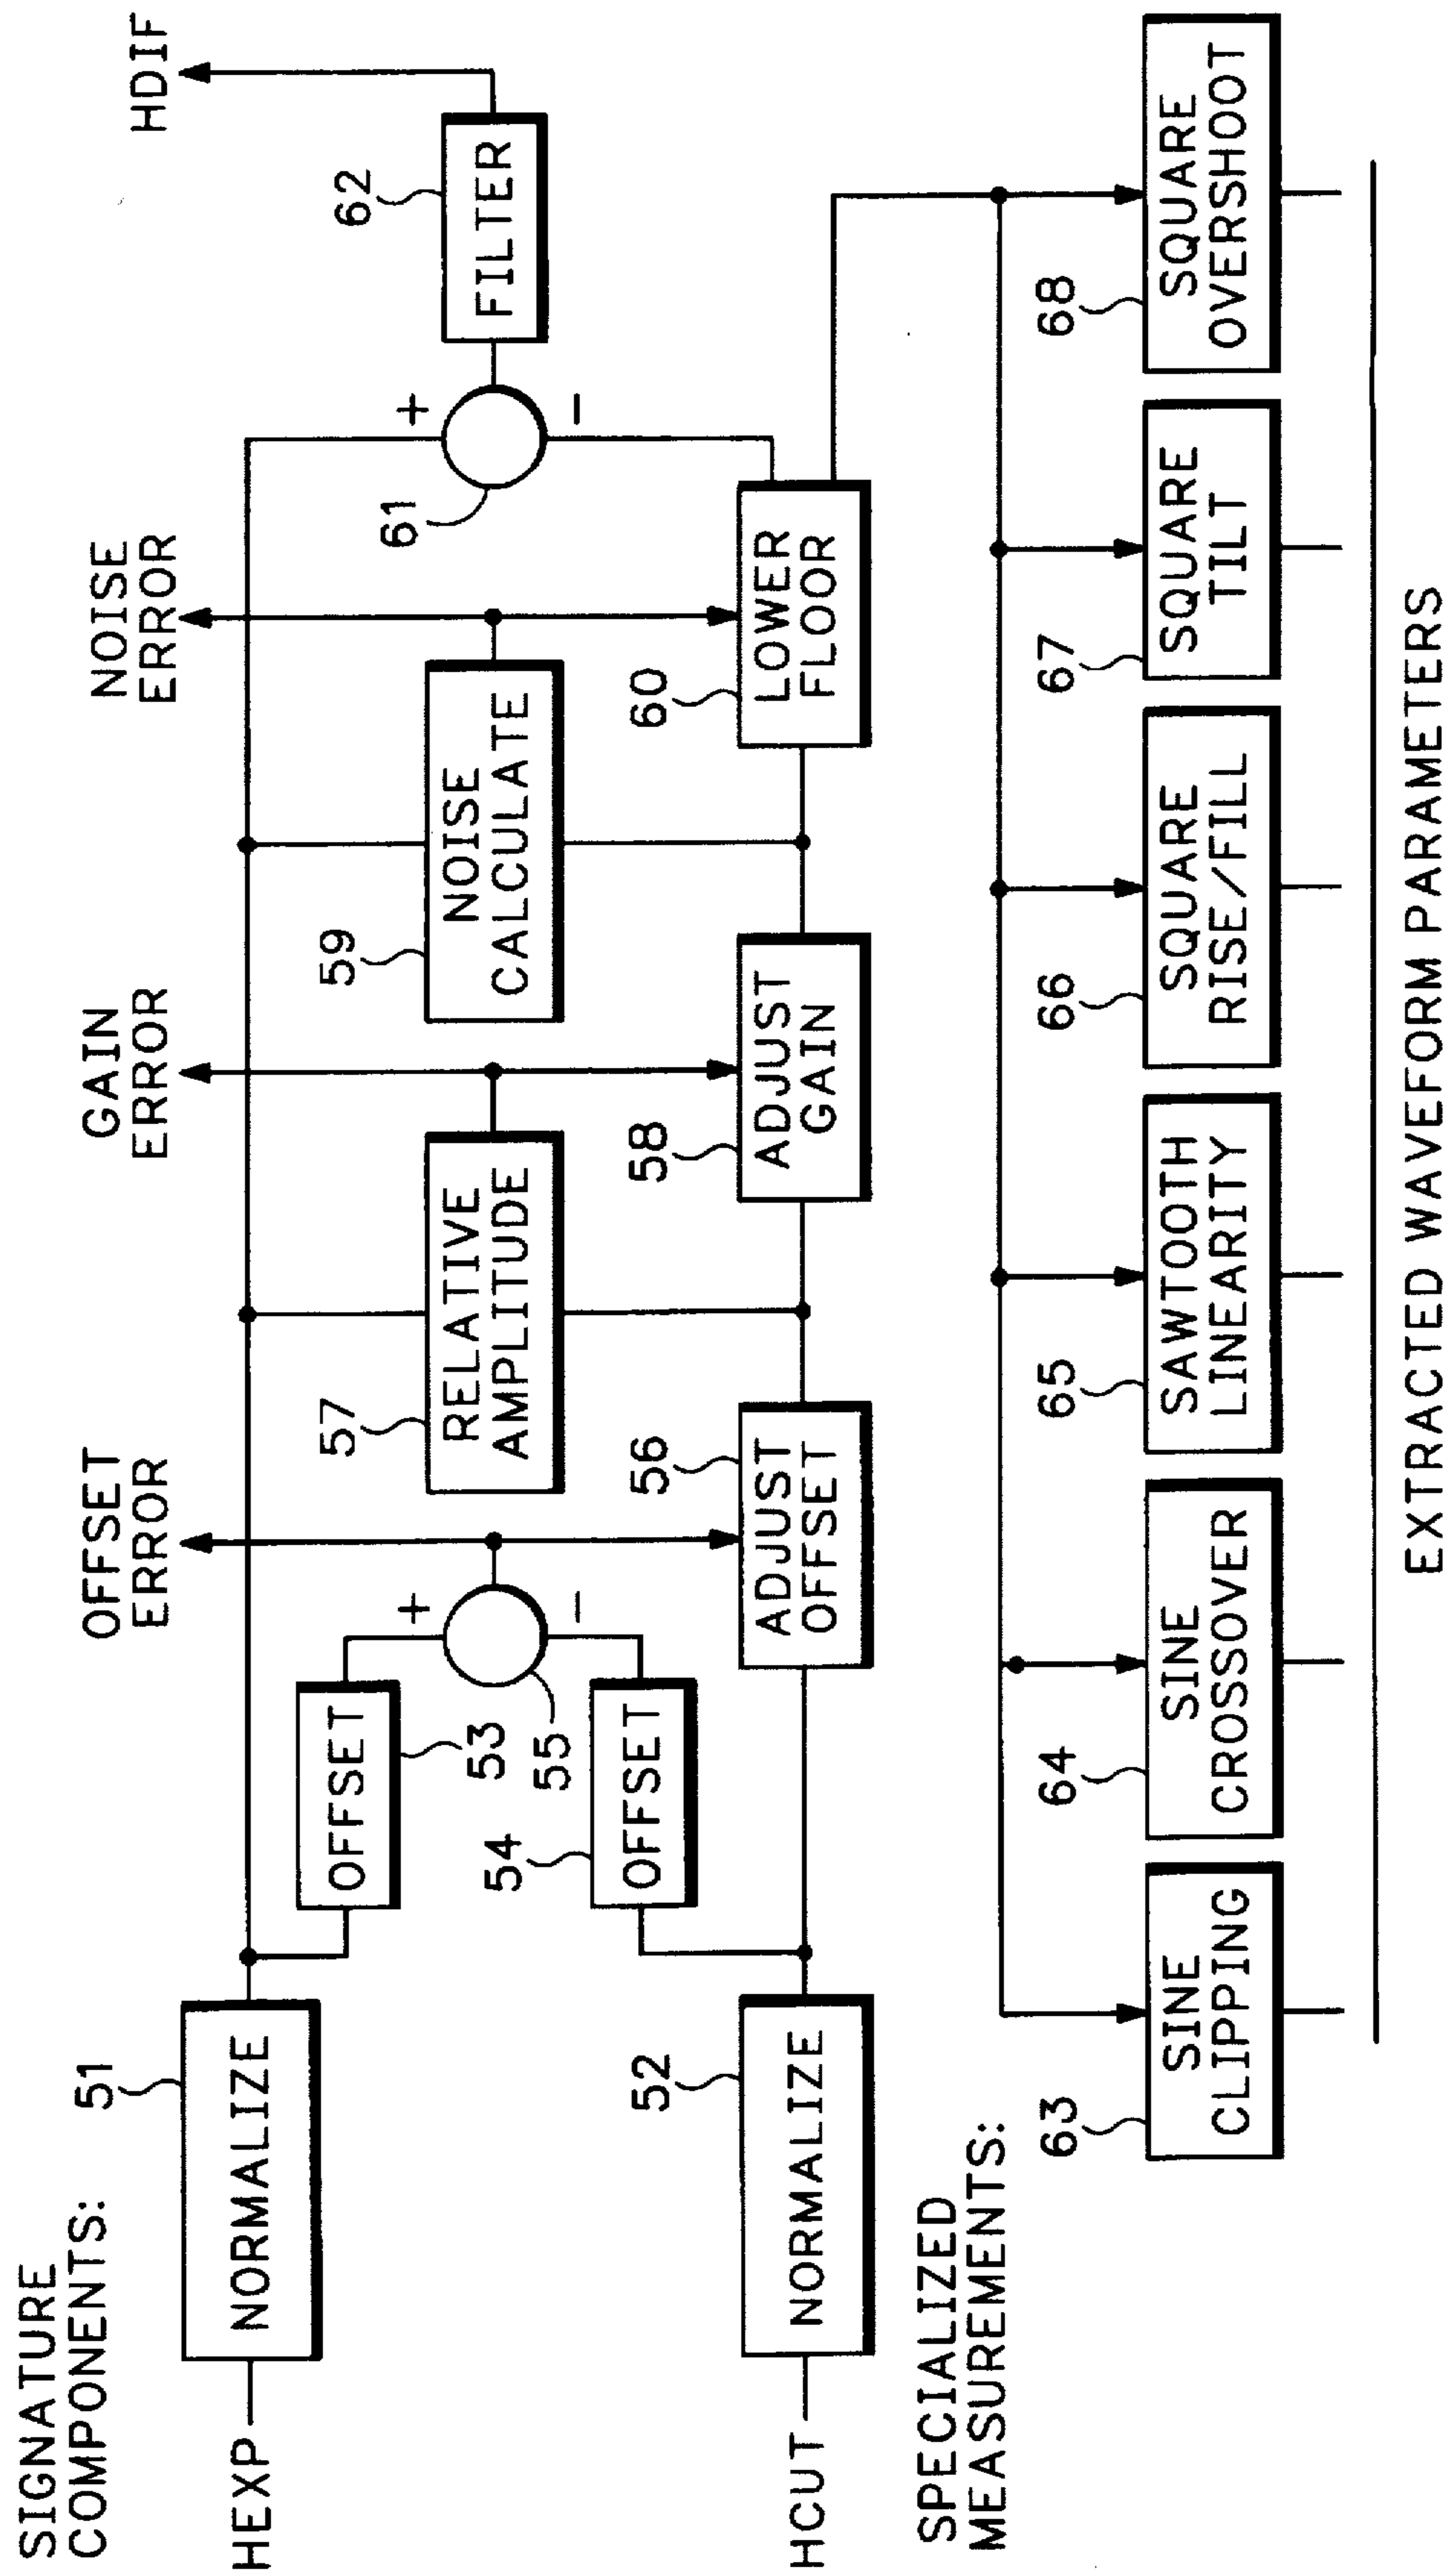 SIGNATURE
COMPONENTS:
HEXP
51
NORMALIZE
OFFSET
53
55
+
−
54
OFFSET
OFFSET
ERROR
57
RELATIVE
AMPLITUDE
GAIN
ERROR
59
NOISE
CALCULATE
NOISE
ERROR
61
+
−
62
FILTER
HDIF
HCUT
52
NORMALIZE
56
ADJUST
OFFSET
58
ADJUST
GAIN
60
LOWER
FLOOR
SPECIALIZED
MEASUREMENTS:
63
SINE
CLIPPING
64
SINE
CROSSOVER
65
SAWTOOTH
LINEARITY
66
SQUARE
RISE/FILL
67
SQUARE
TILT
68
SQUARE
OVERSHOOT
EXTRACTED WAVEFORM PARAMETERS